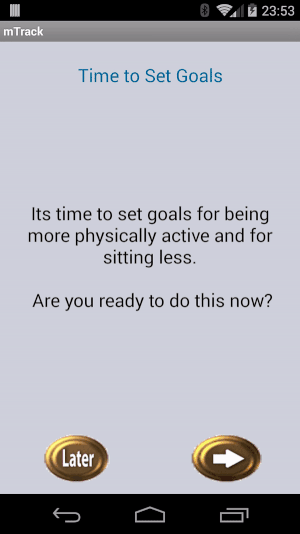 23:53
mTrack
Time to Set Goals
Its time to set goals for being
more physically active and for
sitting less.
Are you ready to do this now?
Later